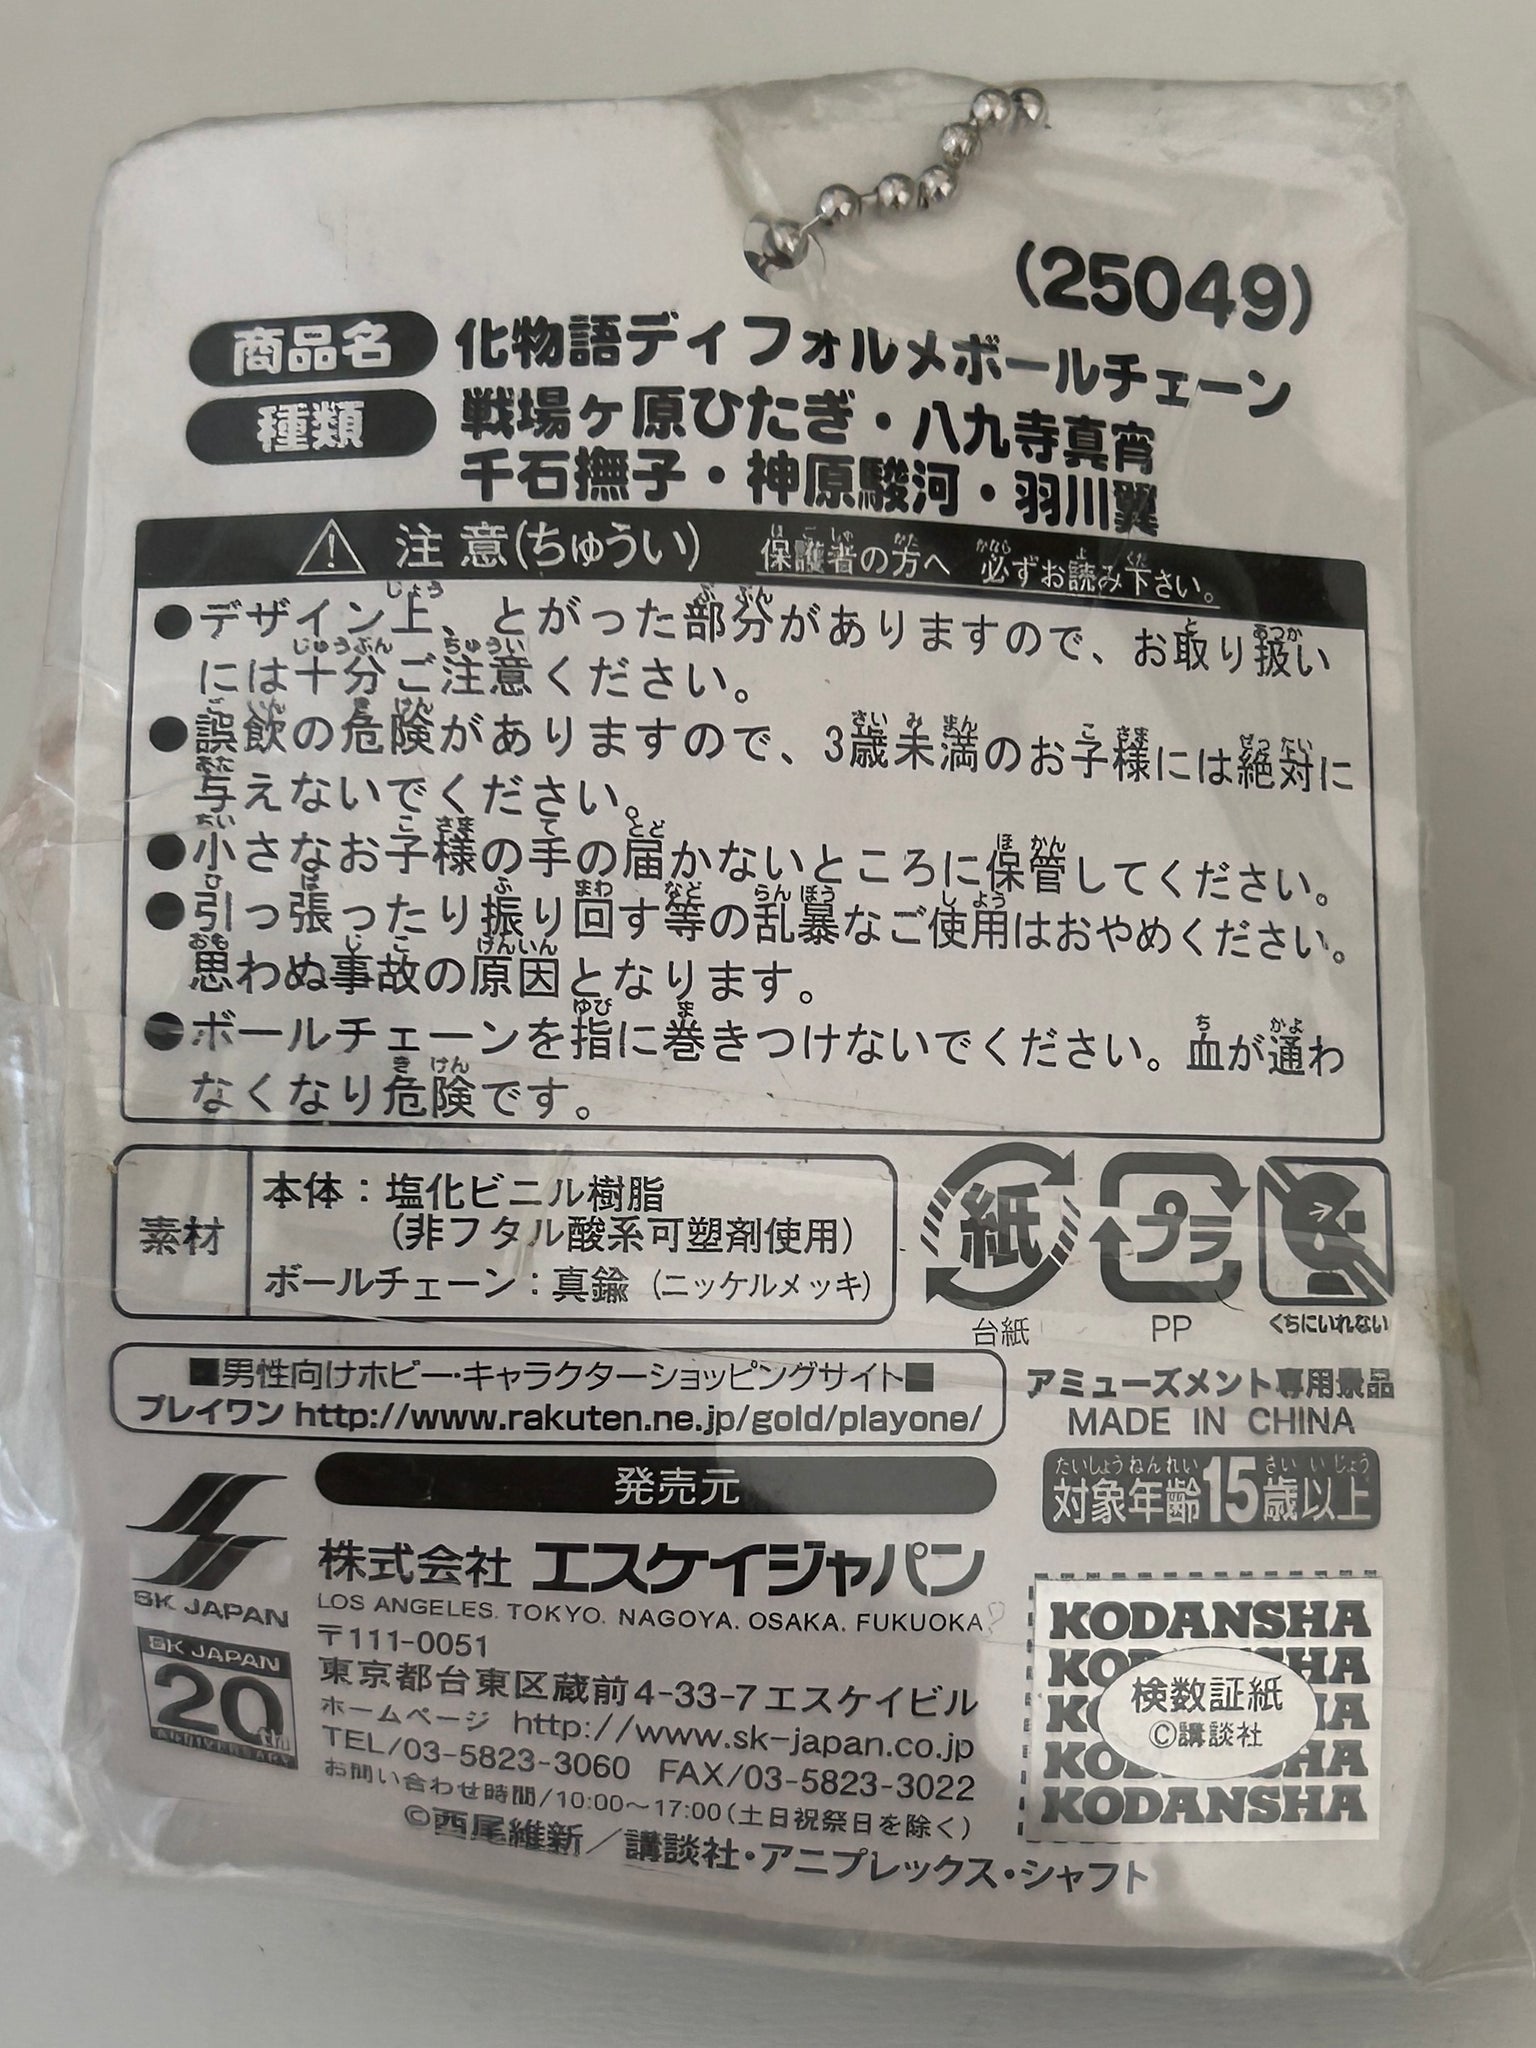 (25049)
商品名 化物語ディフォルメボールチェーン
種類 戦場ヶ原ひたぎ・八九寺真宵
千石撫子・神原駿河・羽川翼
注意(ちゅうい) 保護者の方へ 必ずお読み下さい。
●デザイン上、とがった部分がありますので、お取り扱い
には十分ご注意ください。
●誤飲の危険がありますので、3歳未満のお子様には絶対に
与えないでください。
●小さなお子様の手の届かないところに保管してください。
●引っ張ったり振り回す等の乱暴なご使用はおやめください。
思わぬ事故の原因となります。
●ボールチェーンを指に巻きつけないでください。血が通わ
なくなり危険です。
素材
本体：塩化ビニル樹脂
(非フタル酸系可塑剤使用)
ボールチェーン：真鍮（ニッケルメッキ）
紙
台紙
プラ
PP
くちにいれない
■男性向けホビー・キャラクターショッピングサイト■
プレイワン http://www.rakuten.ne.jp/gold/playone/
アミューズメント専用景品
MADE IN CHINA
対象年齢15歳以上
発売元
SK JAPAN
株式会社 エスケイジャパン
LOS ANGELES. TOKYO. NAGOYA. OSAKA. FUKUOKA
〒111-0051
東京都台東区蔵前4-33-7 エスケイビル
ホームページ http://www.sk-japan.co.jp
TEL/03-5823-3060 FAX/03-5823-3022
お問い合わせ時間/10:00〜17:00(土日祝祭日を除く)
SK JAPAN
20th
ANNIVERSARY
©西尾維新／講談社・アニプレックス・シャフト
KODANSHA
KODANSHA
KODANSHA
KODANSHA
KODANSHA
検数証紙
©講談社